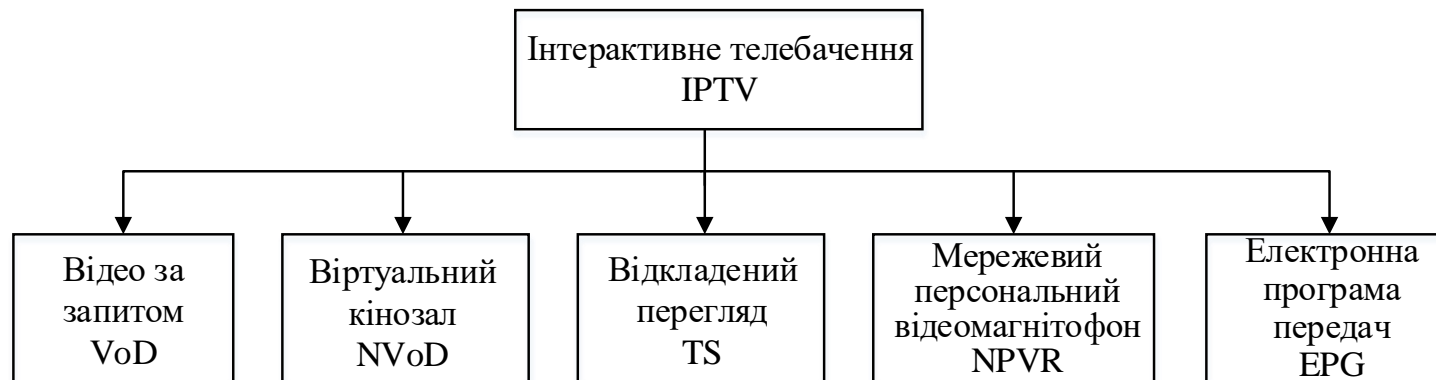 Інтерактивне телебачення
IPTV
Відео за
запитом
VoD
Віртуальний
кінозал
NVoD
Відкладений
перегляд
TS
Мережевий
персональний
відеомагнітофон
NPVR
Електронна
програма
передач
EPG